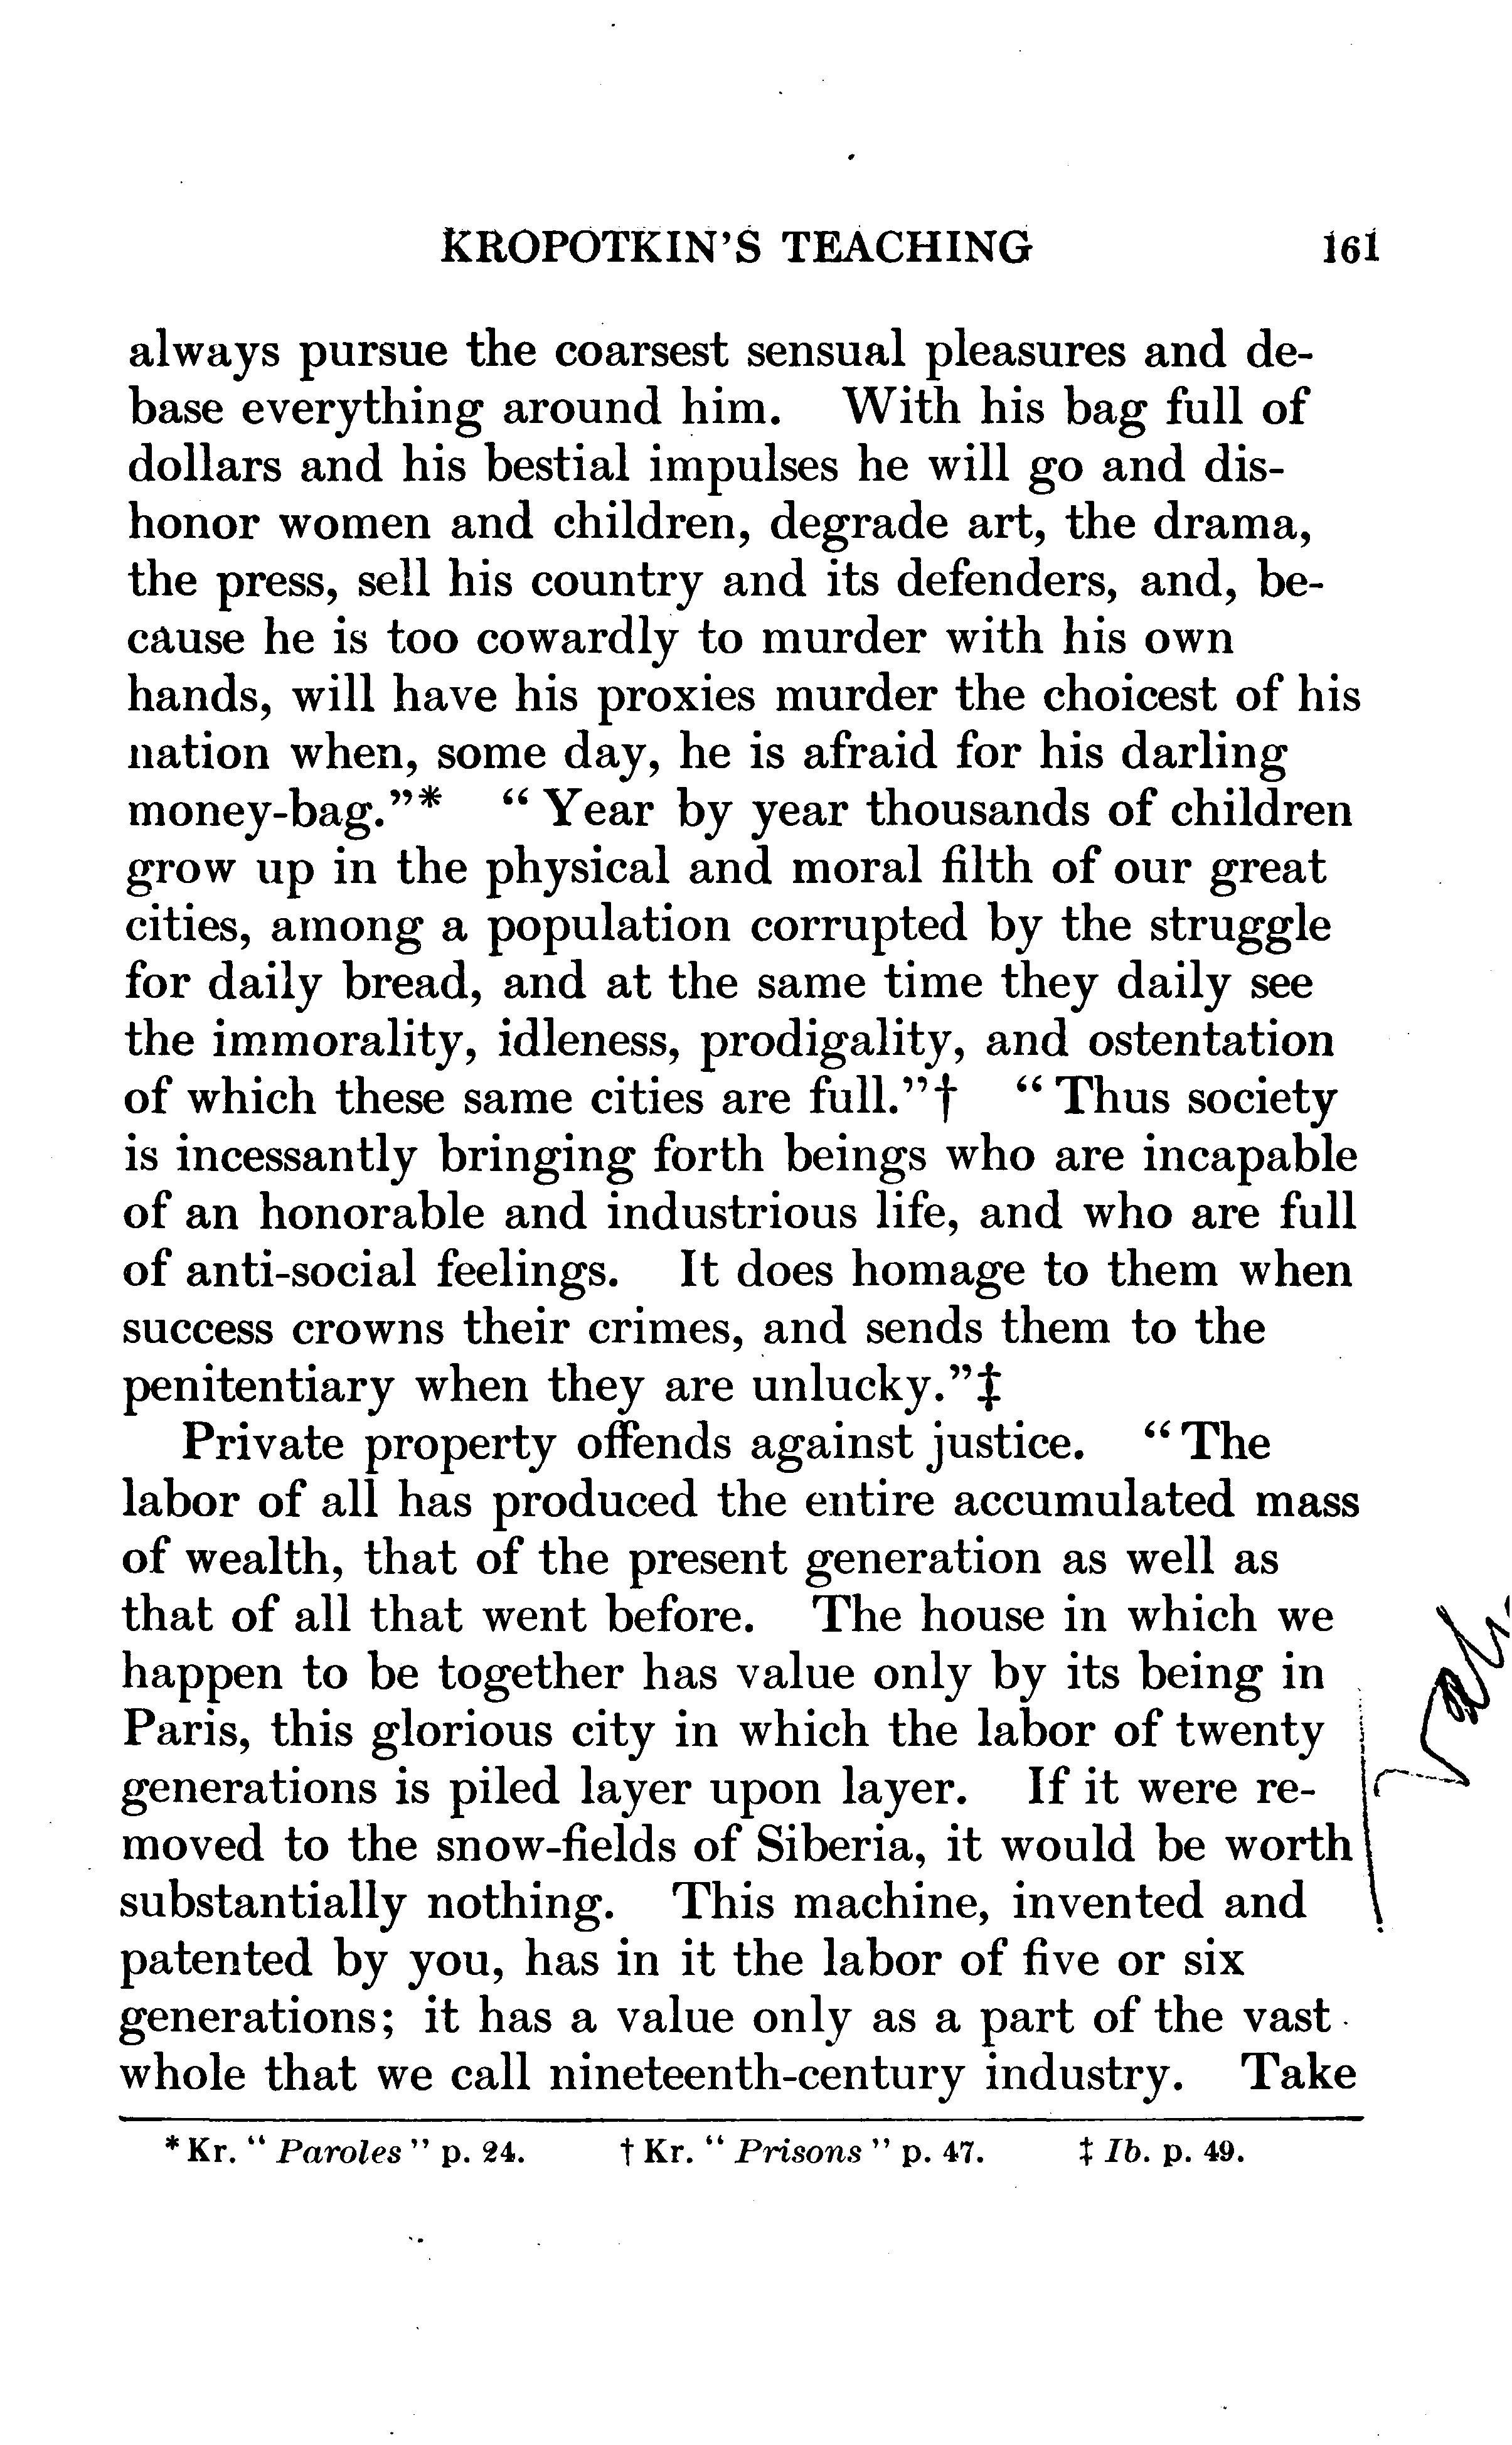 KROPOTKIN'S TEACHING 161
always pursue the coarsest sensual pleasures and de-
base everything around him. With his bag full of
dollars and his bestial impulses he will go and dis-
honor women and children, degrade art, the drama,
the press, sell his country and its defenders, and, be-
cause he is too cowardly to murder with his own
hands, will have his proxies murder the choicest of his
nation when, some day, he is afraid for his darling
money-bag."* "Year by year thousands of children
grow up in the physical and moral filth of our great
cities, among a population corrupted by the struggle
for daily bread, and at the same time they daily see
the immorality, idleness, prodigality, and ostentation
of which these same cities are full."† "Thus society
is incessantly bringing forth beings who are incapable
of an honorable and industrious life, and who are full
of anti-social feelings. It does homage to them when
success crowns their crimes, and sends them to the
penitentiary when they are unlucky."‡
Private property offends against justice. "The
labor of all has produced the entire accumulated mass
of wealth, that of the present generation as well as
that of all that went before. The house in which we
happen to be together has value only by its being in
Paris, this glorious city in which the labor of twenty
generations is piled layer upon layer. If it were re-
moved to the snow-fields of Siberia, it would be worth
substantially nothing. This machine, invented and
patented by you, has in it the labor of five or six
generations; it has a value only as a part of the vast
whole that we call nineteenth-century industry. Take
* Kr. "Paroles" p. 24. † Kr. "Prisons" p. 47. ‡ Ib. p. 49.